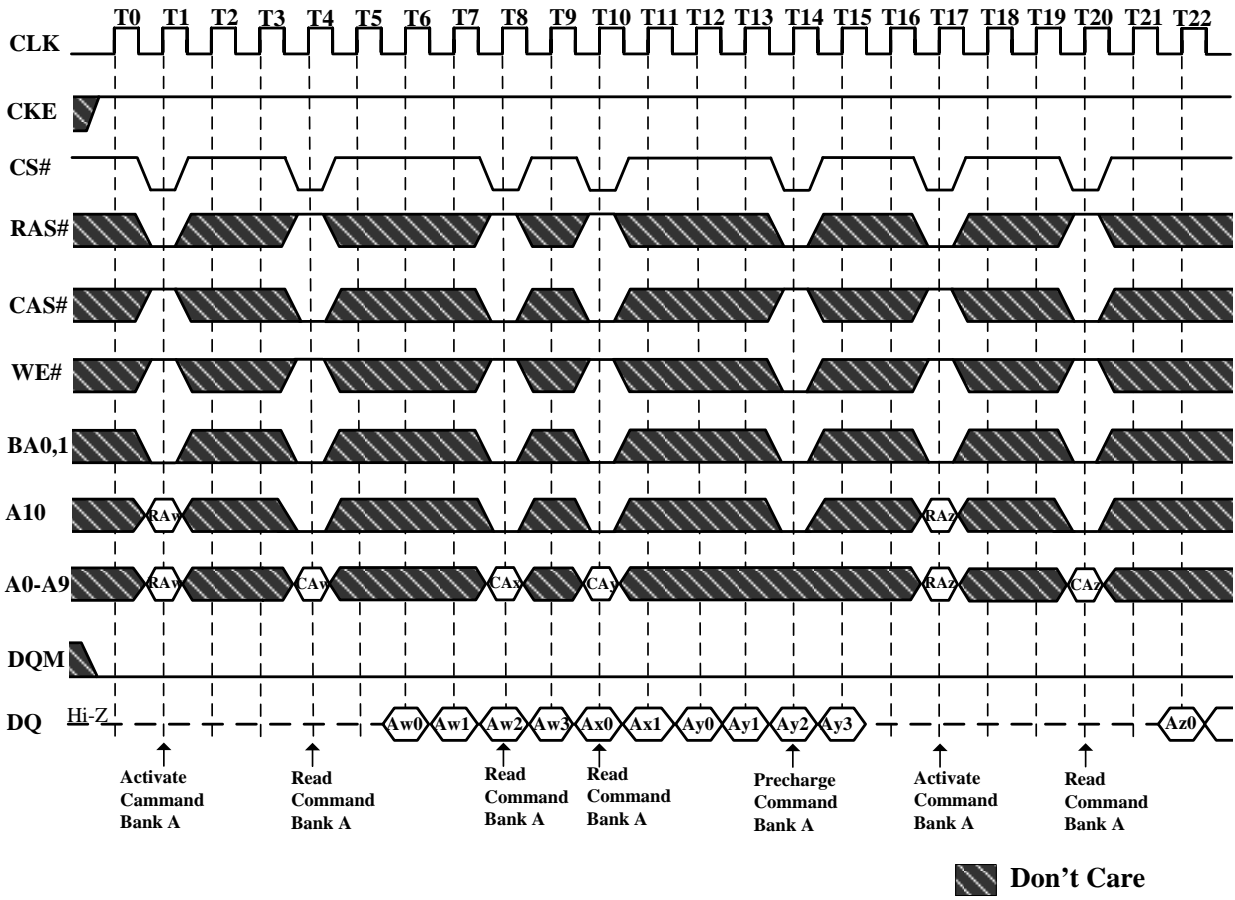 T0 T1 T2 T3 T4 T5 T6 T7 T8 T9 T10 T11 T12 T13 T14 T15 T16 T17 T18 T19 T20 T21 T22
CLK
CKE
CS#
RAS#
CAS#
WE#
BA0,1
A10 RAw RAz
A0-A9 RAw CAw CAx CAy RAz CAz
DQM
DQ Hi-Z Aw0 Aw1 Aw2 Aw3 Ax0 Ax1 Ay0 Ay1 Ay2 Ay3 Az0
Activate
Cammand
Bank A
Read
Command
Bank A
Read
Command
Bank A
Read
Command
Bank A
Precharge
Command
Bank A
Activate
Command
Bank A
Read
Command
Bank A
Don't Care